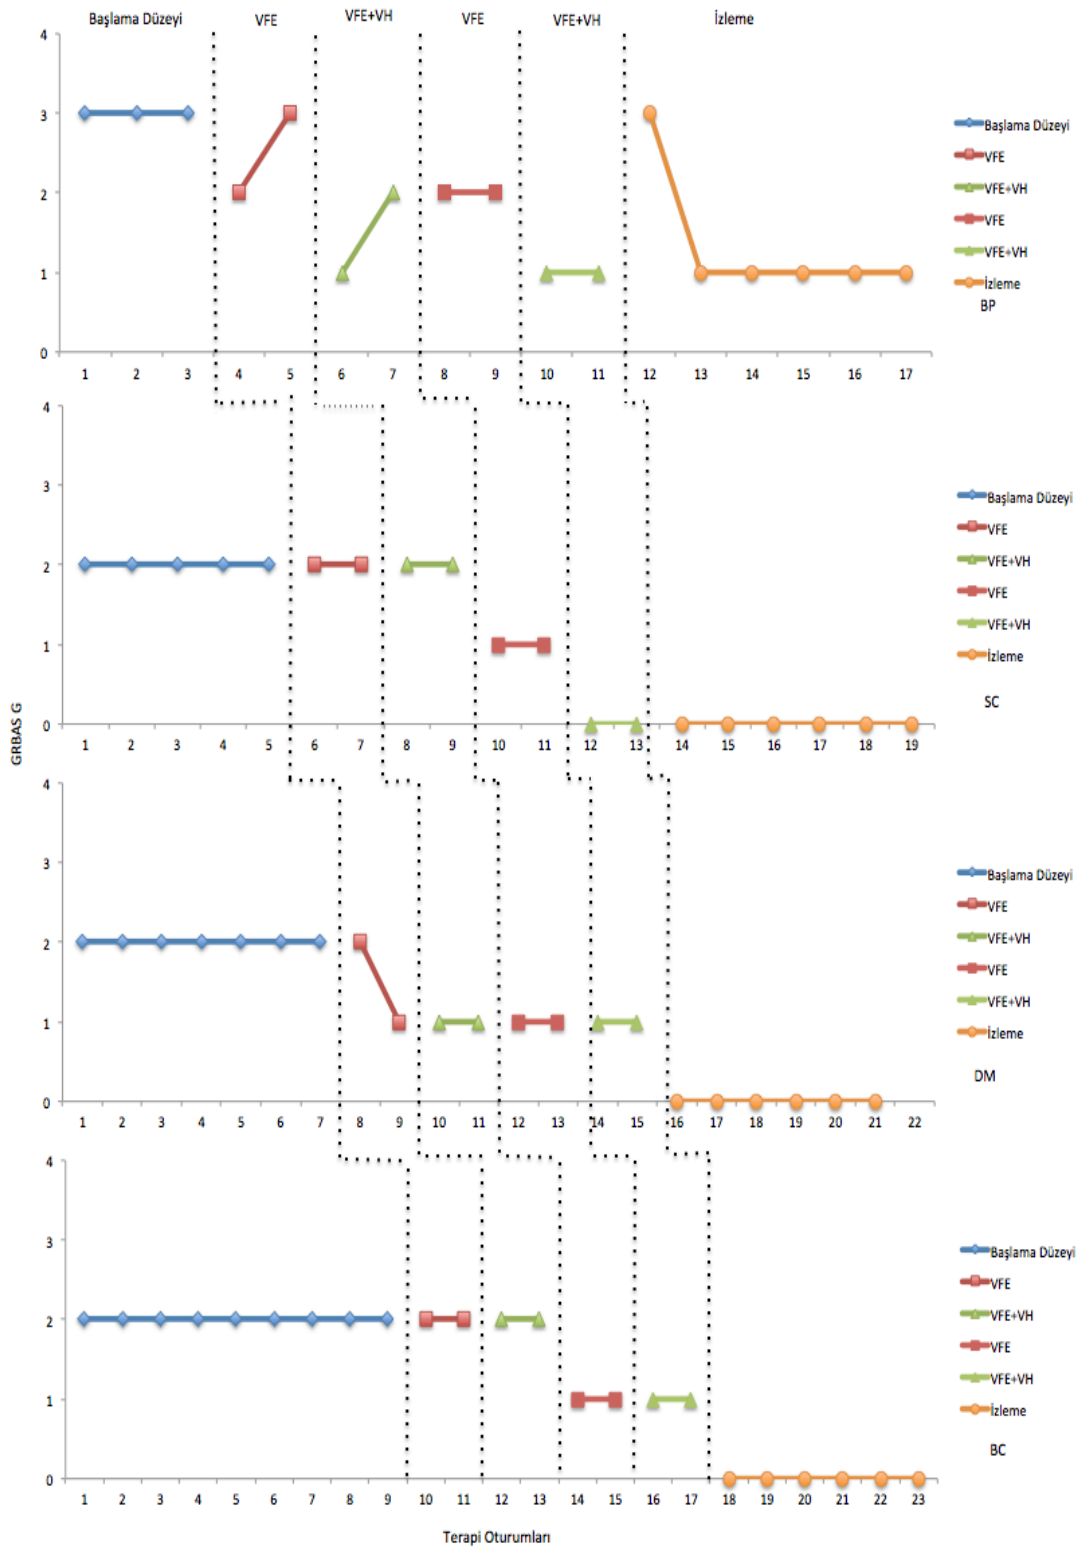 Başlama Düzeyi VFE VFE+VH VFE VFE+VH İzleme
4
3
2
1
0
1 2 3 4 5 6 7 8 9 10 11 12 13 14 15 16 17
Başlama Düzeyi
VFE
VFE+VH
VFE
VFE+VH
İzleme
BP
4
3
2
1
0
1 2 3 4 5 6 7 8 9 10 11 12 13 14 15 16 17 18 19
Başlama Düzeyi
VFE
VFE+VH
VFE
VFE+VH
İzleme
SC
GRBAS G
4
3
2
1
0
1 2 3 4 5 6 7 8 9 10 11 12 13 14 15 16 17 18 19 20 21 22
Başlama Düzeyi
VFE
VFE+VH
VFE
VFE+VH
İzleme
DM
4
3
2
1
0
1 2 3 4 5 6 7 8 9 10 11 12 13 14 15 16 17 18 19 20 21 22 23
Başlama Düzeyi
VFE
VFE+VH
VFE
VFE+VH
İzleme
BC
Terapi Oturumları